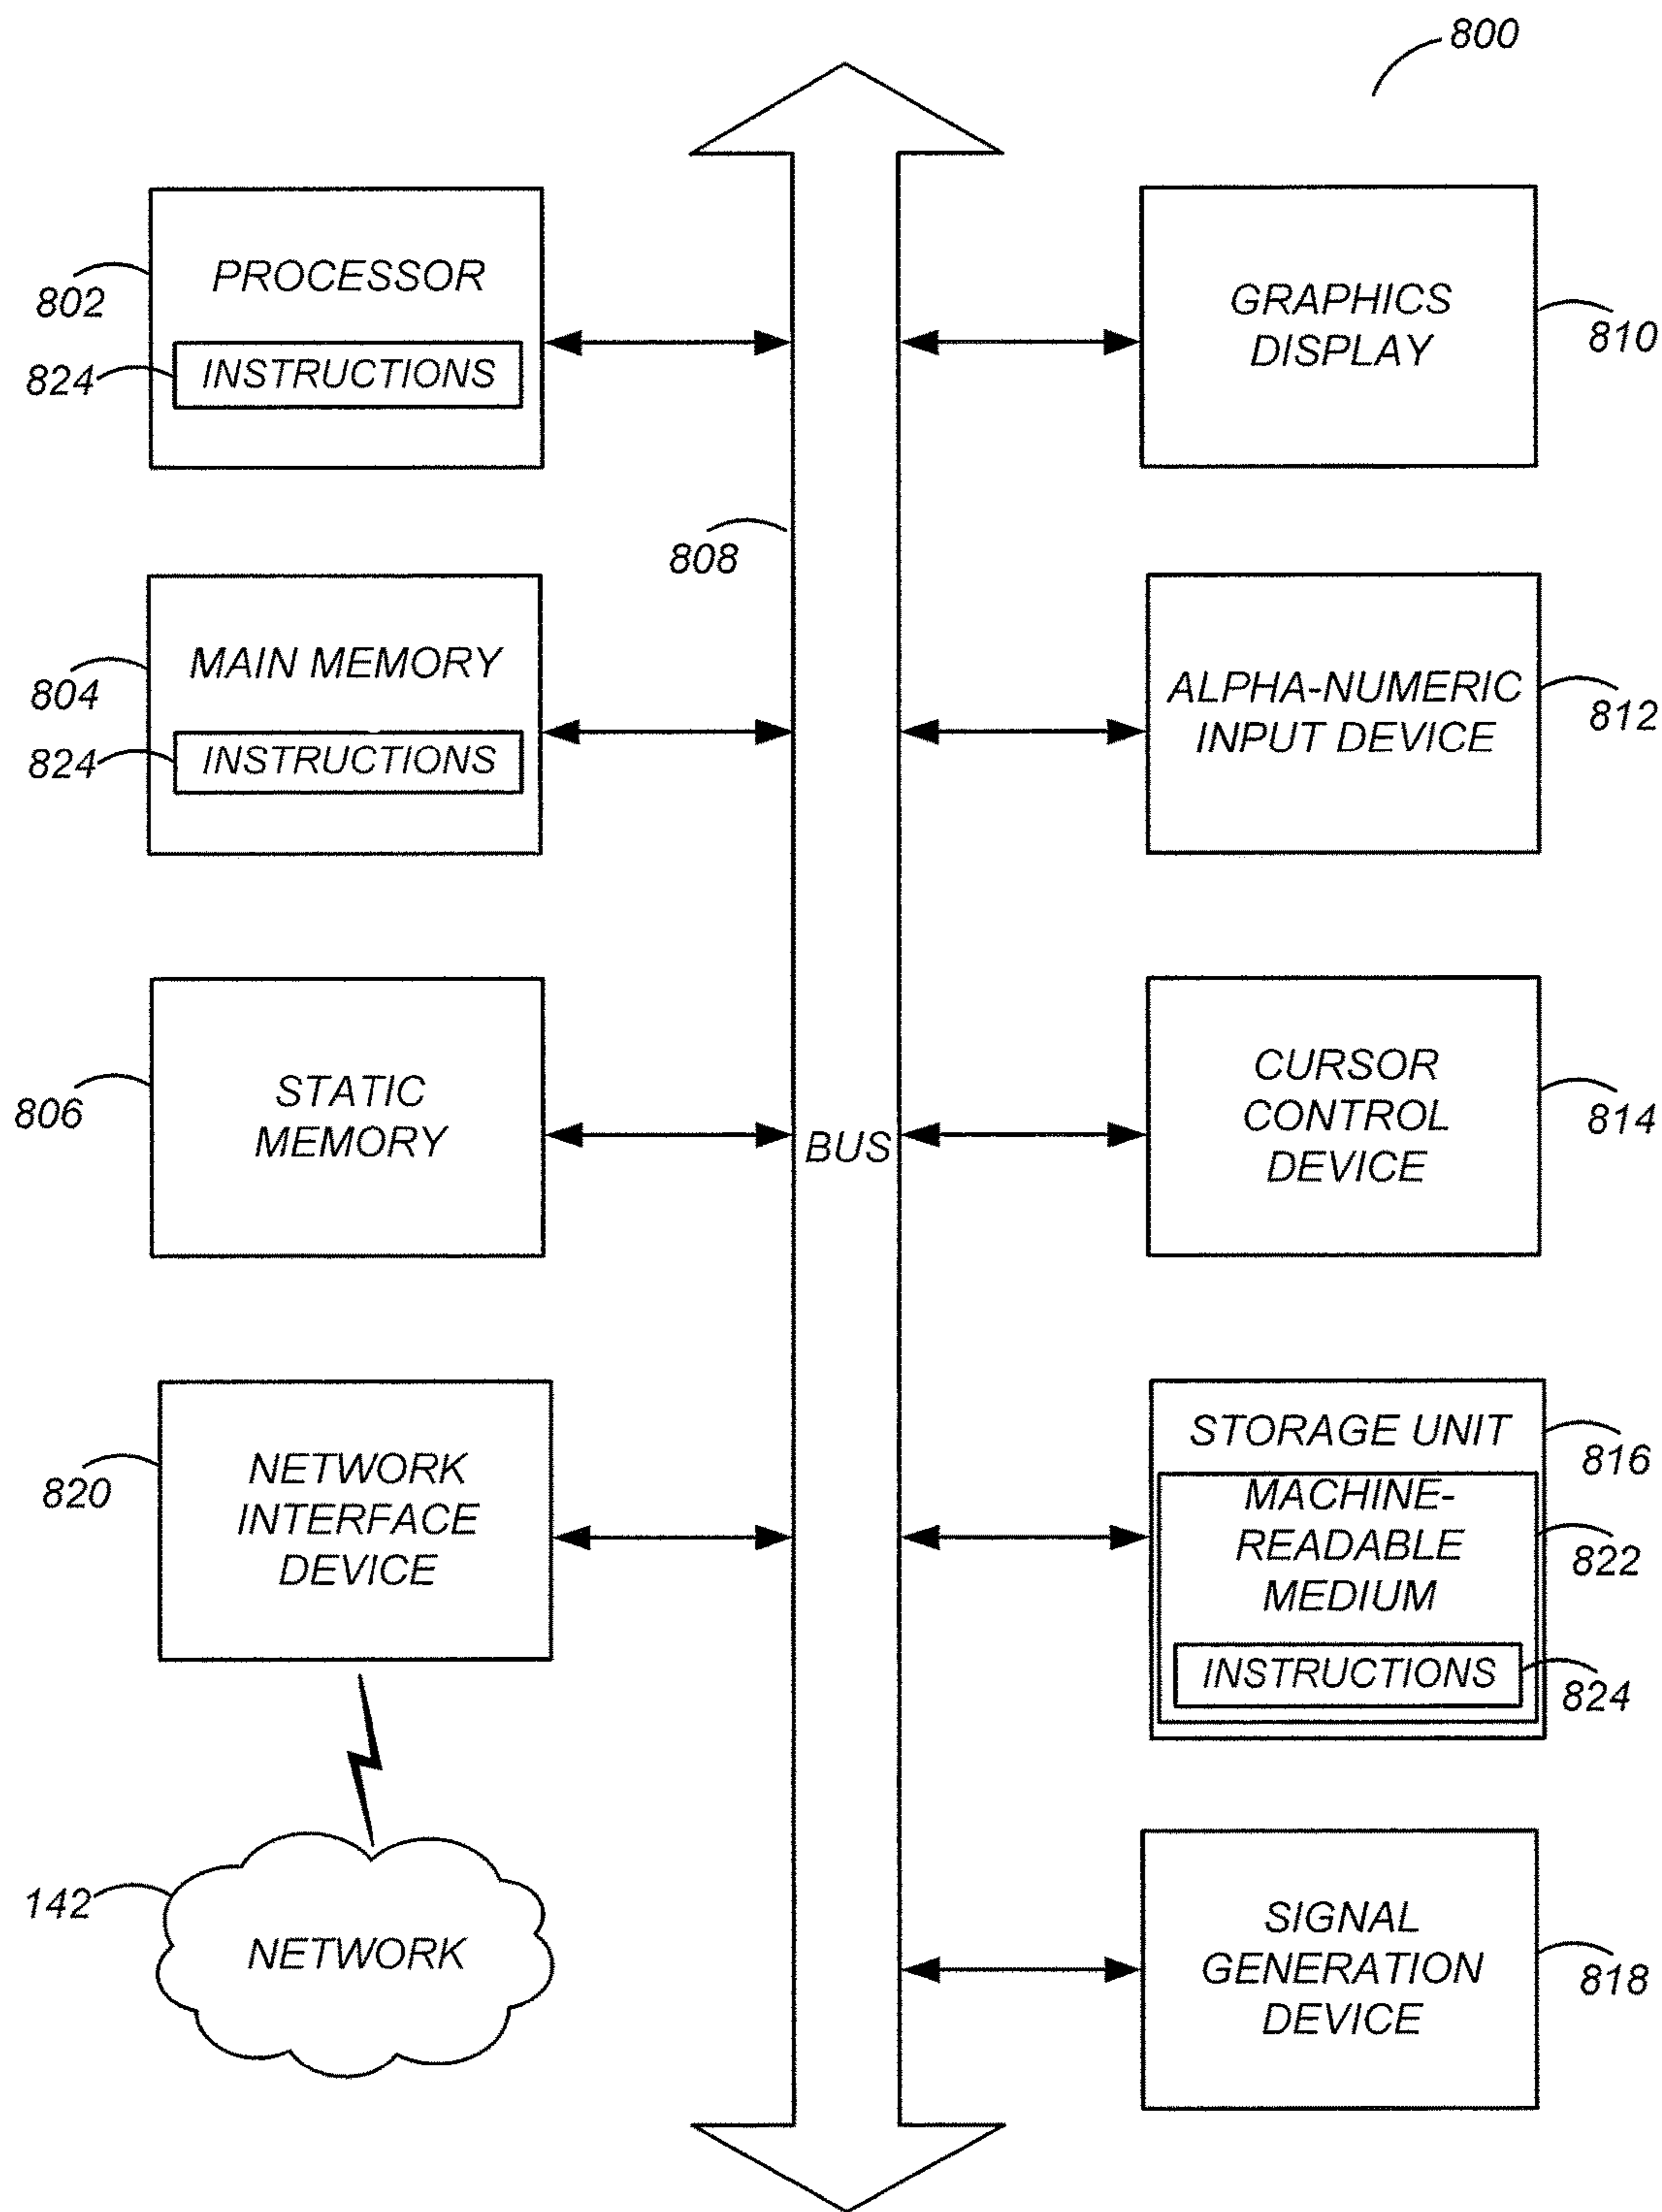 800
PROCESSOR
802
824
INSTRUCTIONS
GRAPHICS
DISPLAY
810
808
MAIN MEMORY
804
824
INSTRUCTIONS
ALPHA-NUMERIC
INPUT DEVICE
812
STATIC
MEMORY
806
BUS
CURSOR
CONTROL
DEVICE
814
NETWORK
INTERFACE
DEVICE
820
STORAGE UNIT
816
MACHINE-
READABLE
MEDIUM
822
INSTRUCTIONS
824
142
NETWORK
SIGNAL
GENERATION
DEVICE
818